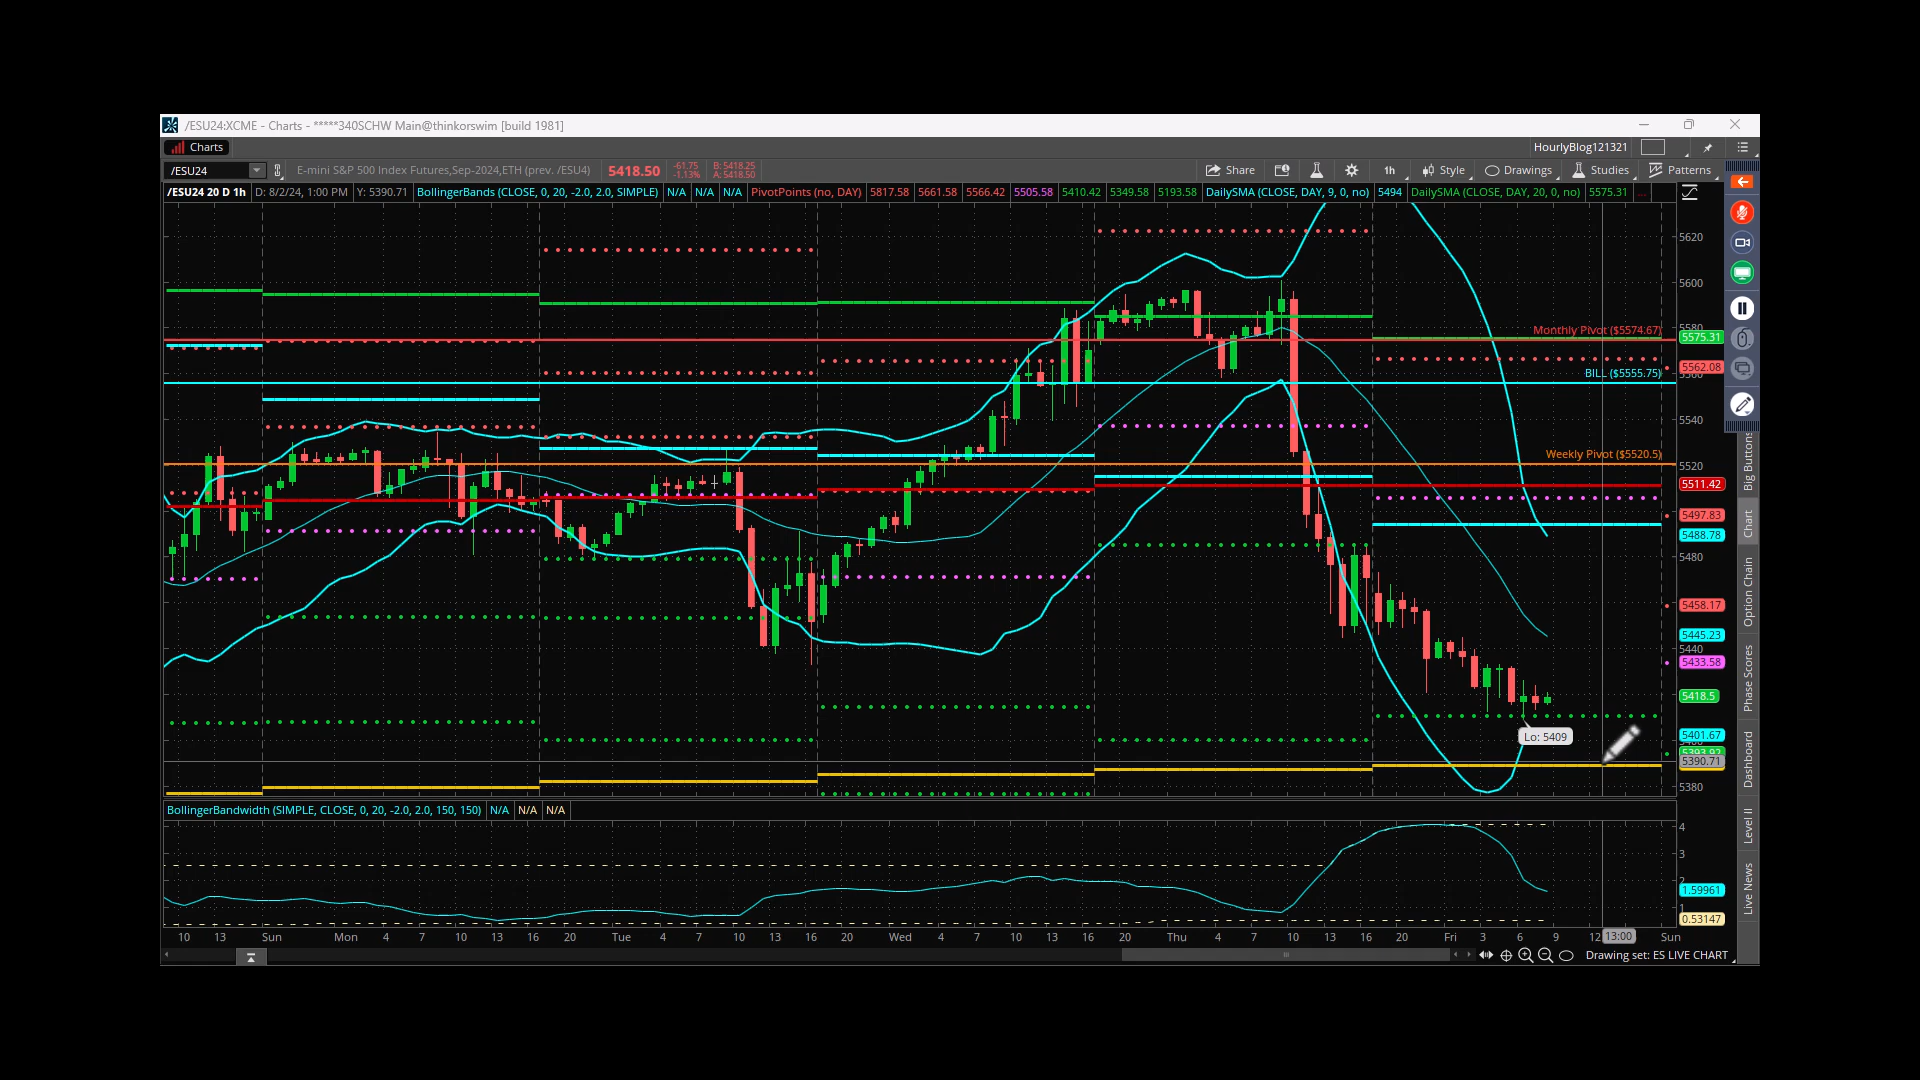 /ESU24:XCME - Charts - *****340SCHW Main@thinkorswim [build 1981]
Charts
HourlyBlog121321
/ESU24
E-mini S&P 500 Index Futures,Sep-2024,ETH (prev. /ESU4)
5418.50
-61.75
-1.13%
B: 5418.25
A: 5418.50
Share
1h
Style
Drawings
Studies
Patterns
/ESU24 20 D 1h
D: 8/2/24, 1:00 PM
Y: 5390.71
BollingerBands (CLOSE, 0, 20, -2.0, 2.0, SIMPLE)
N/A
N/A
N/A
PivotPoints (no, DAY)
5817.58
5661.58
5566.42
5505.58
5410.42
5349.58
5193.58
DailySMA (CLOSE, DAY, 9, 0, no)
5494
DailySMA (CLOSE, DAY, 20, 0, no)
5575.31
...
5620
5600
5580
Monthly Pivot ($5574.67)
5575.31
5562.08
BILL ($5555.75)
5560
5540
Weekly Pivot ($5520.5)
5520
5511.42
5497.83
5488.78
5480
5458.17
5445.23
5440
5433.58
5418.5
5401.67
Lo: 5409
5393.92
5390.71
5380
Big Buttons
Chart
Option Chain
Phase Scores
Dashboard
Level II
Live News
BollingerBandwidth (SIMPLE, CLOSE, 0, 20, -2.0, 2.0, 150, 150)
N/A
N/A
N/A
4
3
2
1.59961
1
0.53147
10 13 Sun Mon 4 7 10 13 16 20 Tue 4 7 10 13 16 20 Wed 4 7 10 13 16 20 Thu 4 7 10 13 16 20 Fri 3 6 9 12 13:00 Sun
Drawing set: ES LIVE CHART